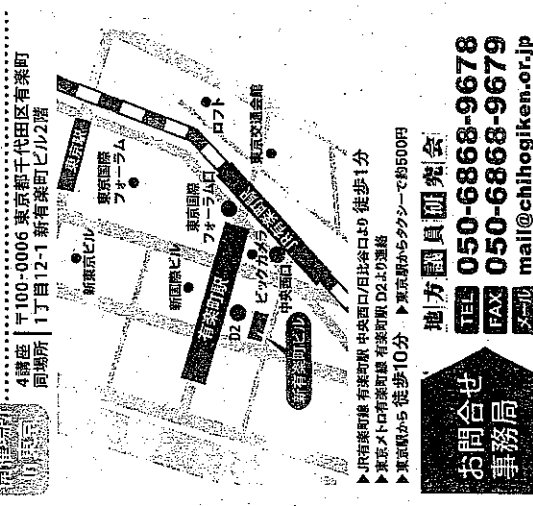 4講座
同場所
〒100-0006 東京都千代田区有楽町
1丁目12-1 新有楽町ビル2階
東京駅
新東京ビル
東京国際
フォーラム
ロフト
新国際ビル
東京国際
フォーラム口
東京交通会館
有楽町駅
JR有楽町駅
D2
ビックカメラ
中央西口
新有楽町ビル
▶JR有楽町線 有楽町駅 中央西口/日比谷口より 徒歩1分
▶東京メトロ有楽町線 有楽町駅 D2より連絡
▶東京駅から 徒歩10分 ▶東京駅からタクシーで約500円
お問合せ
事務局
地方議員研究会
TEL 050-6868-9678
FAX 050-6868-9679
メール mail@chihogiken.or.jp